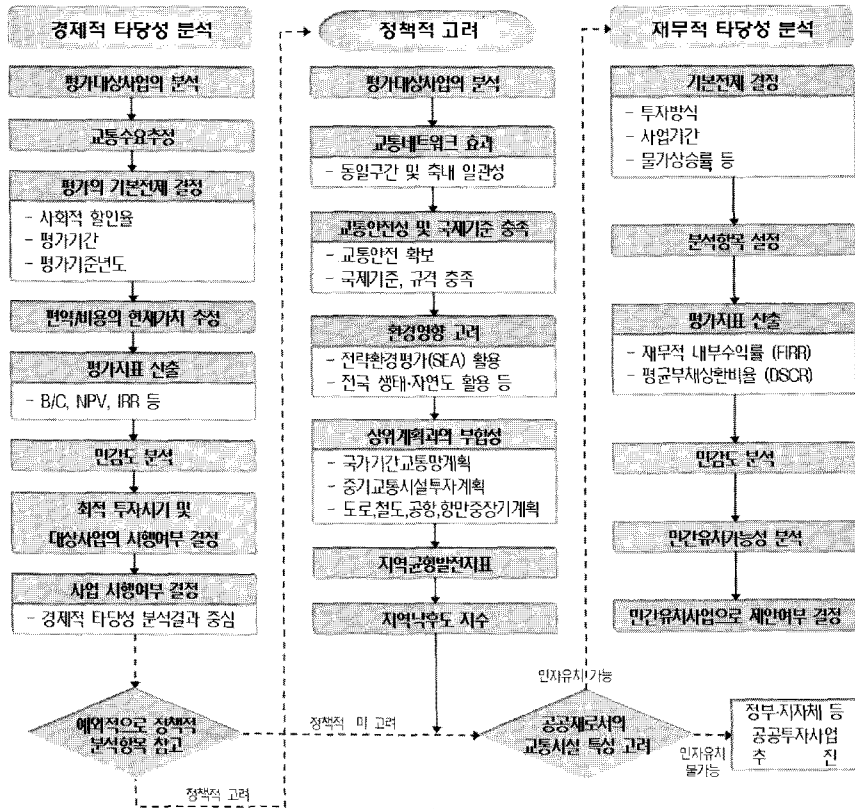 경제적 타당성 분석
평가대상사업의 분석
교통수요추정
평가의 기본전제 결정
- 사회적 할인율
- 평가기간
- 평가기준년도
편익/비용의 현재가치 추정
평가지표 산출
- B/C, NPV, IRR 등
민감도 분석
최적 투자시기 및
대상사업의 시행여부 결정
사업 시행여부 결정
- 경제적 타당성 분석결과 중심
예외적으로 정책적
분석항목 참고
정책적 미 고려
정책적 고려
정책적 고려
평가대상사업의 분석
교통네트워크 효과
- 동일구간 및 축내 일관성
교통안전성 및 국제기준 충족
- 교통안전 확보
- 국제기준, 규격 충족
환경영향 고려
- 전략환경평가(SEA) 활용
- 전국 생태·자연도 활용 등
상위계획과의 부합성
- 국가기간교통망계획
- 중기교통시설투자계획
- 도로,철도,공항,항만중장기계획
지역균형발전지표
지역낙후도 지수
공공재로서의
교통시설 특성 고려
민자유치 가능
민자유치
불가능
정부·지자체 등
공공투자사업
추 진
재무적 타당성 분석
기본전제 결정
- 투자방식
- 사업기간
- 물가상승률 등
분석항목 설정
평가지표 산출
- 재무적 내부수익률 (FIRR)
- 평균부채상환비율 (DSCR)
민감도 분석
민간유치가능성 분석
민간유치사업으로 제안여부 결정